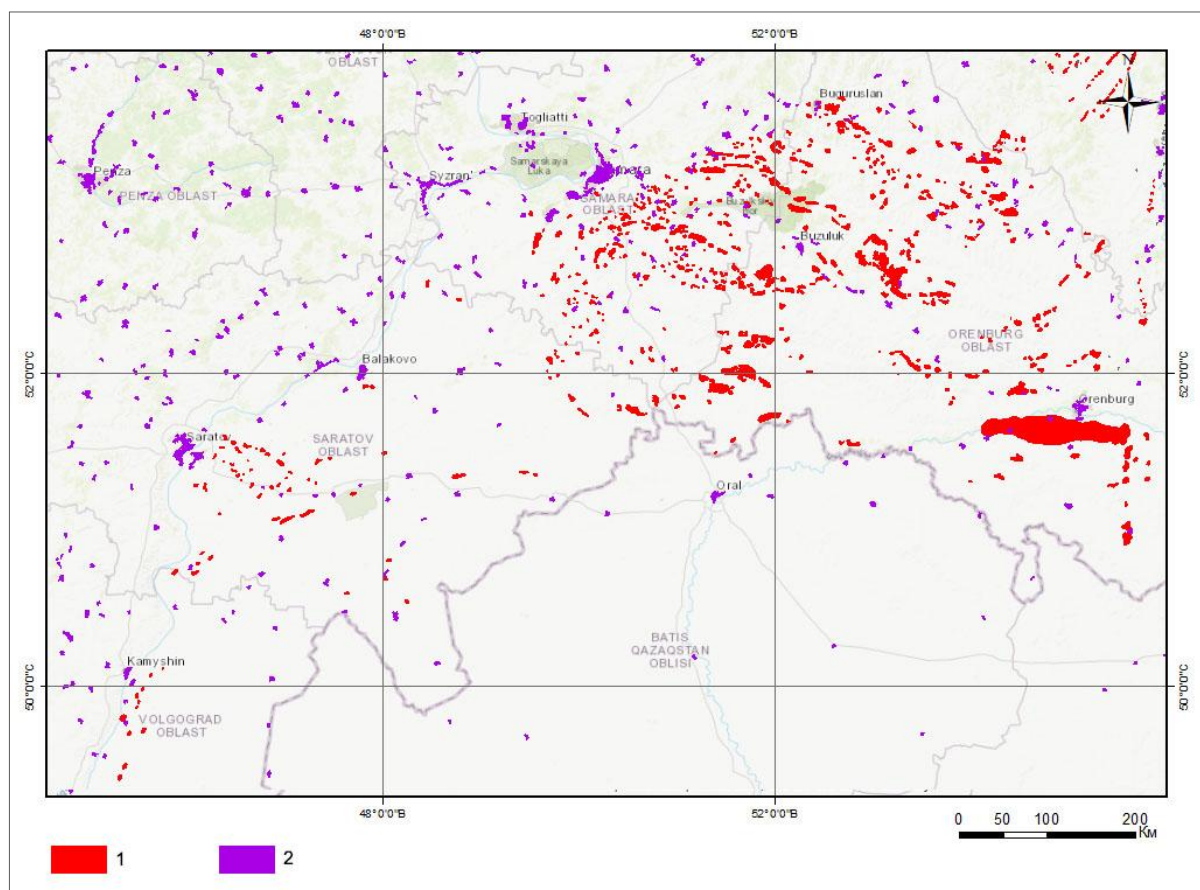 48°0'0"В
52°0'0"В
OBLAST
N
Buguruslan
Togliatti
Samarskaya
Luka
Penza
Syzran'
PENZA OBLAST
SAMARA
OBLAST
Buzuluk
ORENBURG
OBLAST
52°0'0"С
52°0'0"С
Balakovo
Orenburg
Saratov
SARATOV
OBLAST
Oral
BATIS
QAZAQSTAN
OBLISI
Kamyshin
50°0'0"С
50°0'0"С
VOLGOGRAD
OBLAST
48°0'0"В
52°0'0"В
0 50 100 200
Км
1
2